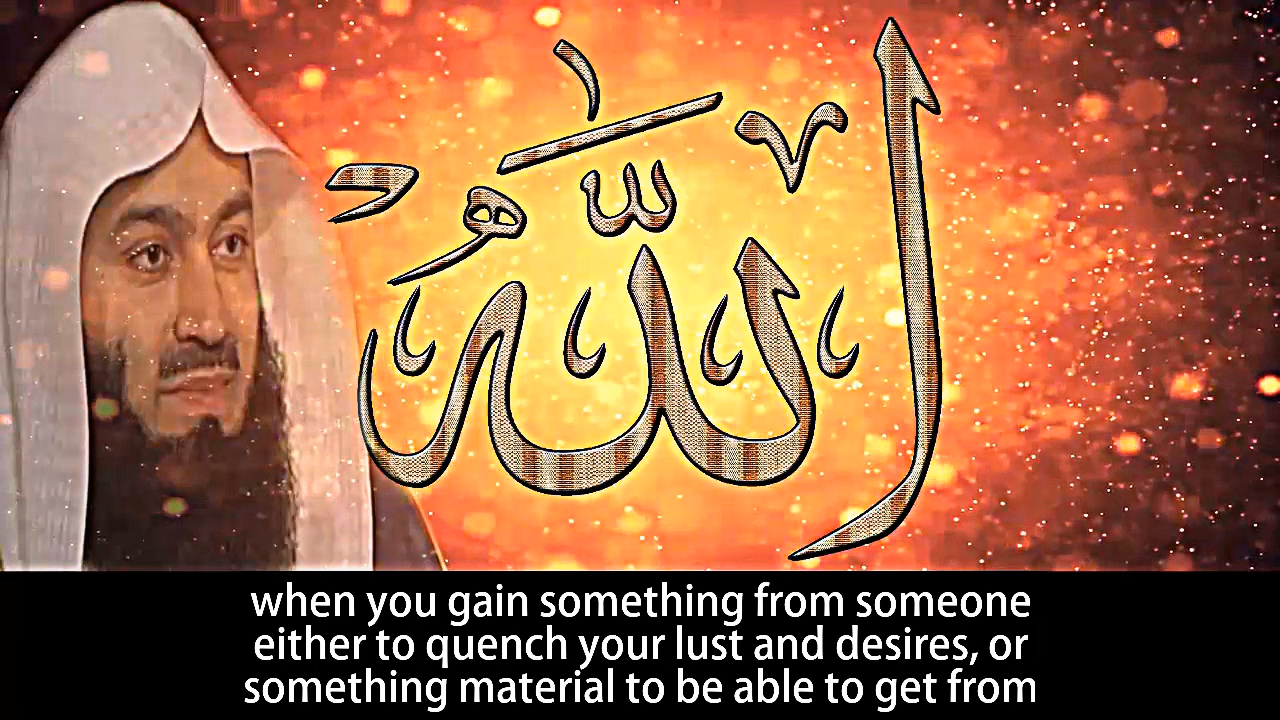 الله
when you gain something from someone
either to quench your lust and desires, or
something material to be able to get from